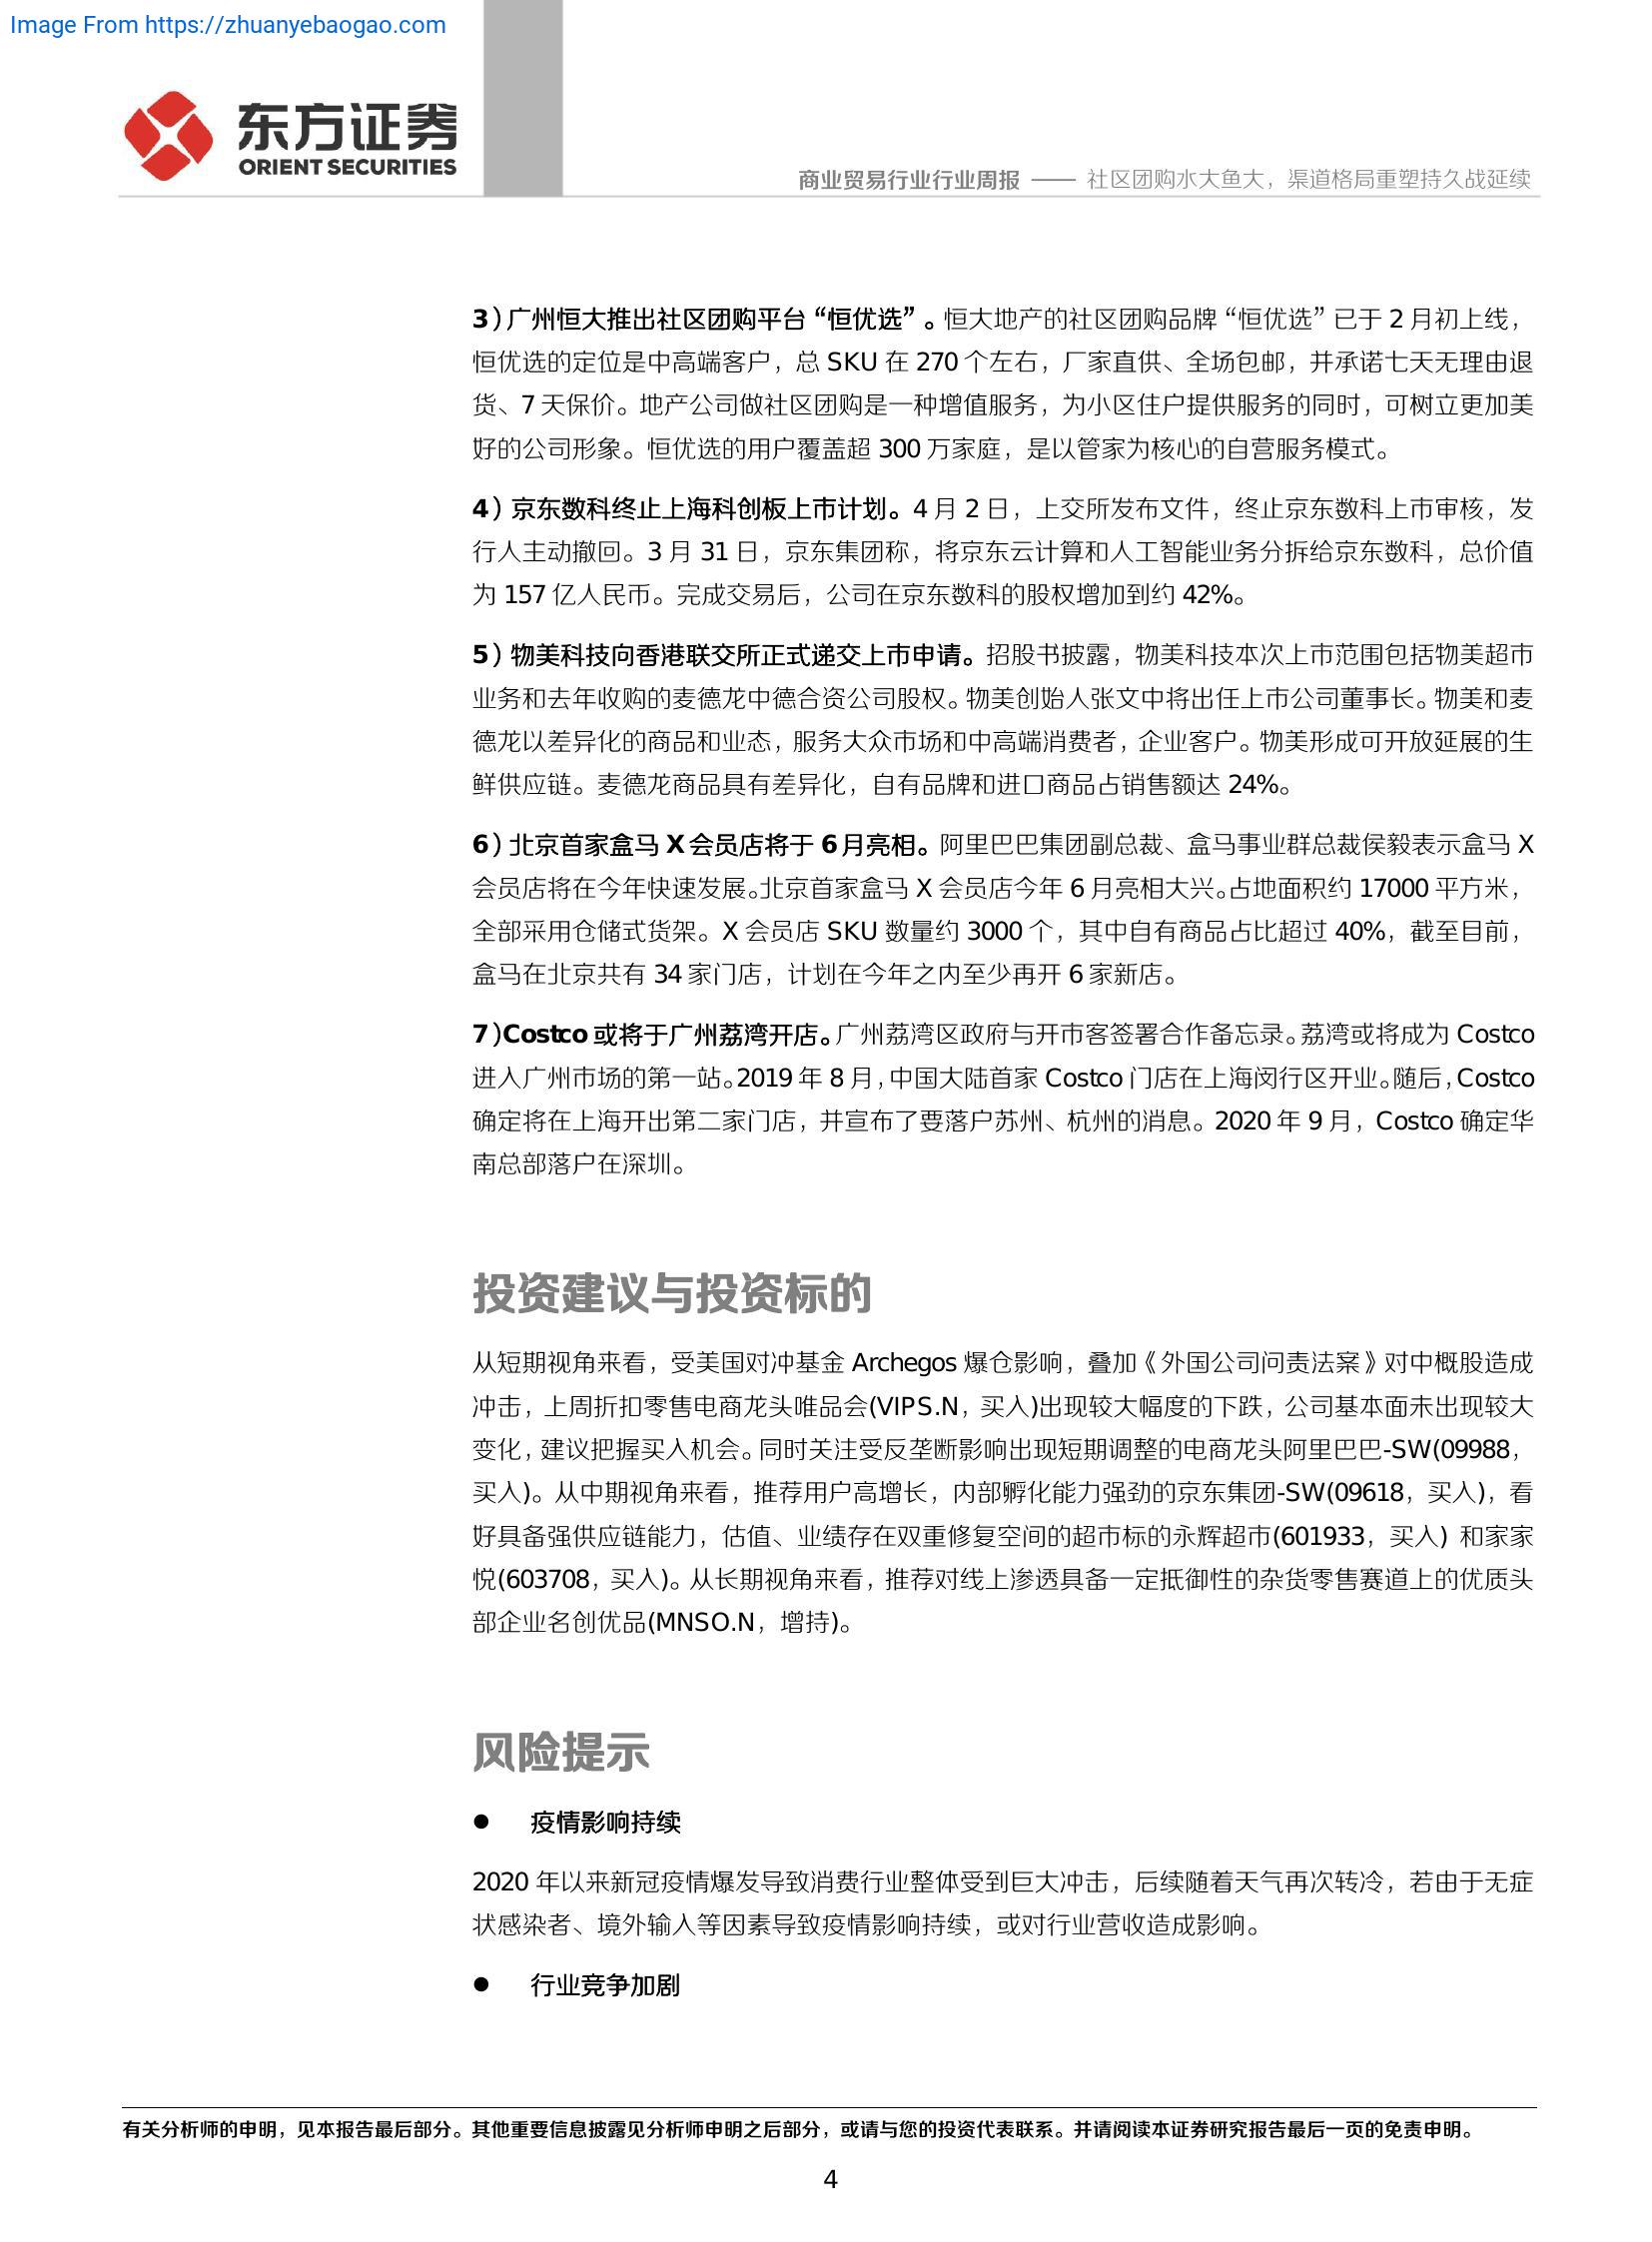 Image From https://zhuanyebaogao.com
东方证券
ORIENT SECURITIES
商业贸易行业行业周报 —— 社区团购水大鱼大，渠道格局重塑持久战延续
3）广州恒大推出社区团购平台“恒优选”。恒大地产的社区团购品牌“恒优选”已于 2 月初上线，
恒优选的定位是中高端客户，总 SKU 在 270 个左右，厂家直供、全场包邮，并承诺七天无理由退
货、7 天保价。地产公司做社区团购是一种增值服务，为小区住户提供服务的同时，可树立更加美
好的公司形象。恒优选的用户覆盖超 300 万家庭，是以管家为核心的自营服务模式。
4）京东数科终止上海科创板上市计划。4 月 2 日，上交所发布文件，终止京东数科上市审核，发
行人主动撤回。3 月 31 日，京东集团称，将京东云计算和人工智能业务分拆给京东数科，总价值
为 157 亿人民币。完成交易后，公司在京东数科的股权增加到约 42%。
5）物美科技向香港联交所正式递交上市申请。招股书披露，物美科技本次上市范围包括物美超市
业务和去年收购的麦德龙中德合资公司股权。物美创始人张文中将出任上市公司董事长。物美和麦
德龙以差异化的商品和业态，服务大众市场和中高端消费者，企业客户。物美形成可开放延展的生
鲜供应链。麦德龙商品具有差异化，自有品牌和进口商品占销售额达 24%。
6）北京首家盒马 X 会员店将于 6 月亮相。阿里巴巴集团副总裁、盒马事业群总裁侯毅表示盒马 X
会员店将在今年快速发展。北京首家盒马 X 会员店今年 6 月亮相大兴。占地面积约 17000 平方米，
全部采用仓储式货架。X 会员店 SKU 数量约 3000 个，其中自有商品占比超过 40%，截至目前，
盒马在北京共有 34 家门店，计划在今年之内至少再开 6 家新店。
7）Costco 或将于广州荔湾开店。广州荔湾区政府与开市客签署合作备忘录。荔湾或将成为 Costco
进入广州市场的第一站。2019 年 8 月，中国大陆首家 Costco 门店在上海闵行区开业。随后，Costco
确定将在上海开出第二家门店，并宣布了要落户苏州、杭州的消息。2020 年 9 月，Costco 确定华
南总部落户在深圳。
投资建议与投资标的
从短期视角来看，受美国对冲基金 Archegos 爆仓影响，叠加《外国公司问责法案》对中概股造成
冲击，上周折扣零售电商龙头唯品会(VIPS.N，买入)出现较大幅度的下跌，公司基本面未出现较大
变化，建议把握买入机会。同时关注受反垄断影响出现短期调整的电商龙头阿里巴巴-SW(09988，
买入)。从中期视角来看，推荐用户高增长，内部孵化能力强劲的京东集团-SW(09618，买入)，看
好具备强供应链能力，估值、业绩存在双重修复空间的超市标的永辉超市(601933，买入) 和家家
悦(603708，买入)。从长期视角来看，推荐对线上渗透具备一定抵御性的杂货零售赛道上的优质头
部企业名创优品(MNSO.N，增持)。
风险提示
● 疫情影响持续
2020 年以来新冠疫情爆发导致消费行业整体受到巨大冲击，后续随着天气再次转冷，若由于无症
状感染者、境外输入等因素导致疫情影响持续，或对行业营收造成影响。
● 行业竞争加剧
有关分析师的申明，见本报告最后部分。其他重要信息披露见分析师申明之后部分，或请与您的投资代表联系。并请阅读本证券研究报告最后一页的免责申明。
4